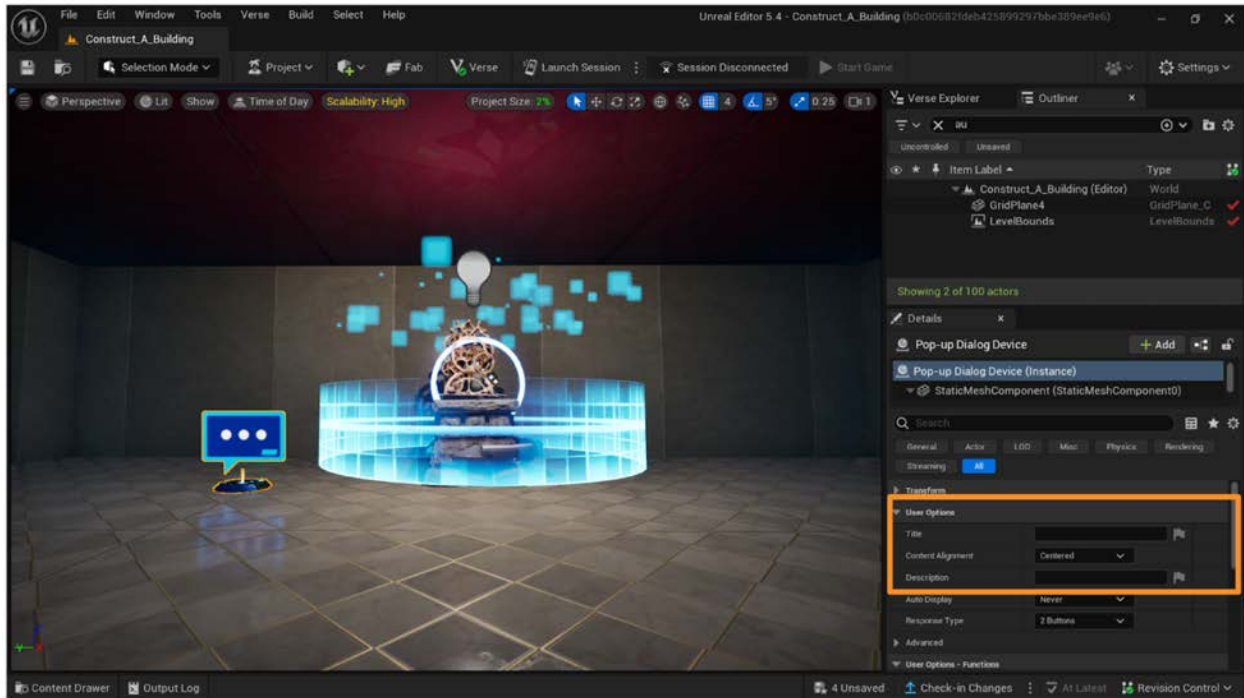 File Edit Window Tools Verse Build Select Help
Unreal Editor 5.4 - Construct_A_Building (b0c00682fdeb425899297bbe389ee9e6)
Construct_A_Building
Selection Mode
Project
Fab
Verse
Launch Session
Session Disconnected
Start Game
Settings
Perspective
Lit
Show
Time of Day
Scalability: High
Project Size: 2%
4
5°
0.25
1
Verse Explorer
Outliner
au
Uncontrolled
Unsaved
Item Label
Type
Construct_A_Building (Editor) World
GridPlane4 GridPlane_C
LevelBounds LevelBounds
Showing 2 of 100 actors
Details
Pop-up Dialog Device
Add
Pop-up Dialog Device (Instance)
StaticMeshComponent (StaticMeshComponent0)
Search
General Actor LOD Misc Physics Rendering
Streaming All
Transform
User Options
Title
Content Alignment Centered
Description
Auto Display Never
Response Type 2 Buttons
Advanced
User Options - Functions
Content Drawer
Output Log
4 Unsaved
Check-in Changes
At Latest
Revision Control